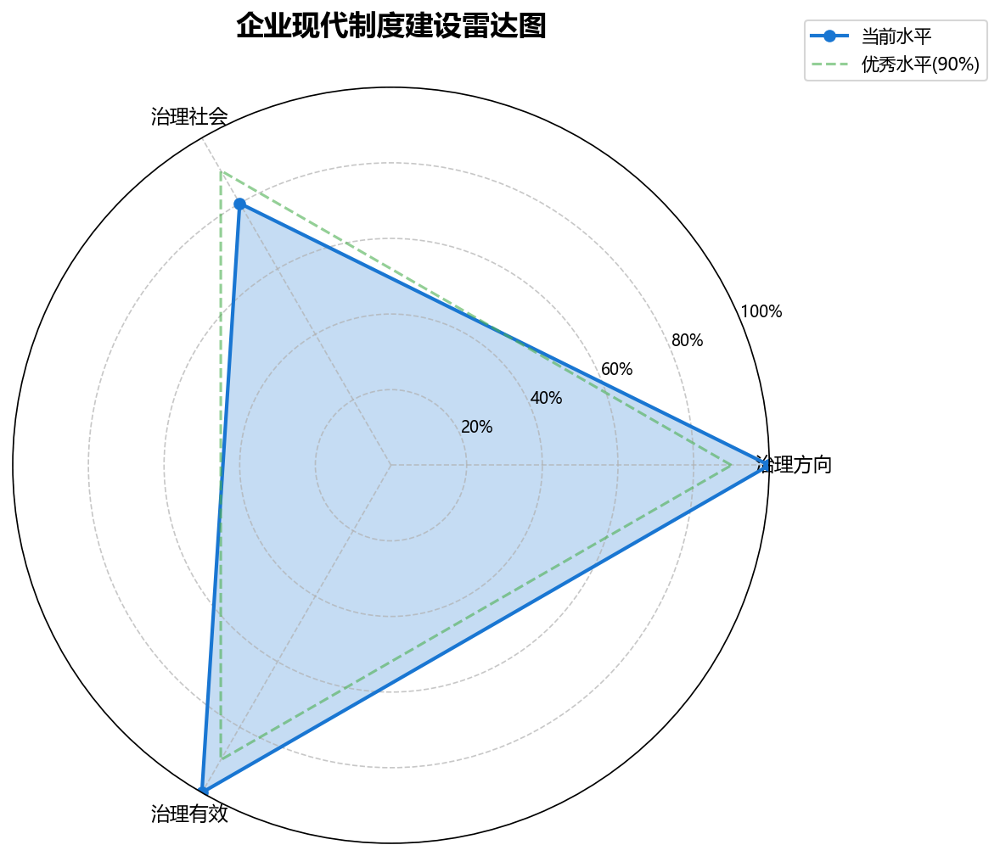 企业现代制度建设雷达图
当前水平
优秀水平(90%)
治理社会
100%
80%
60%
40%
20%
治理方向
治理有效